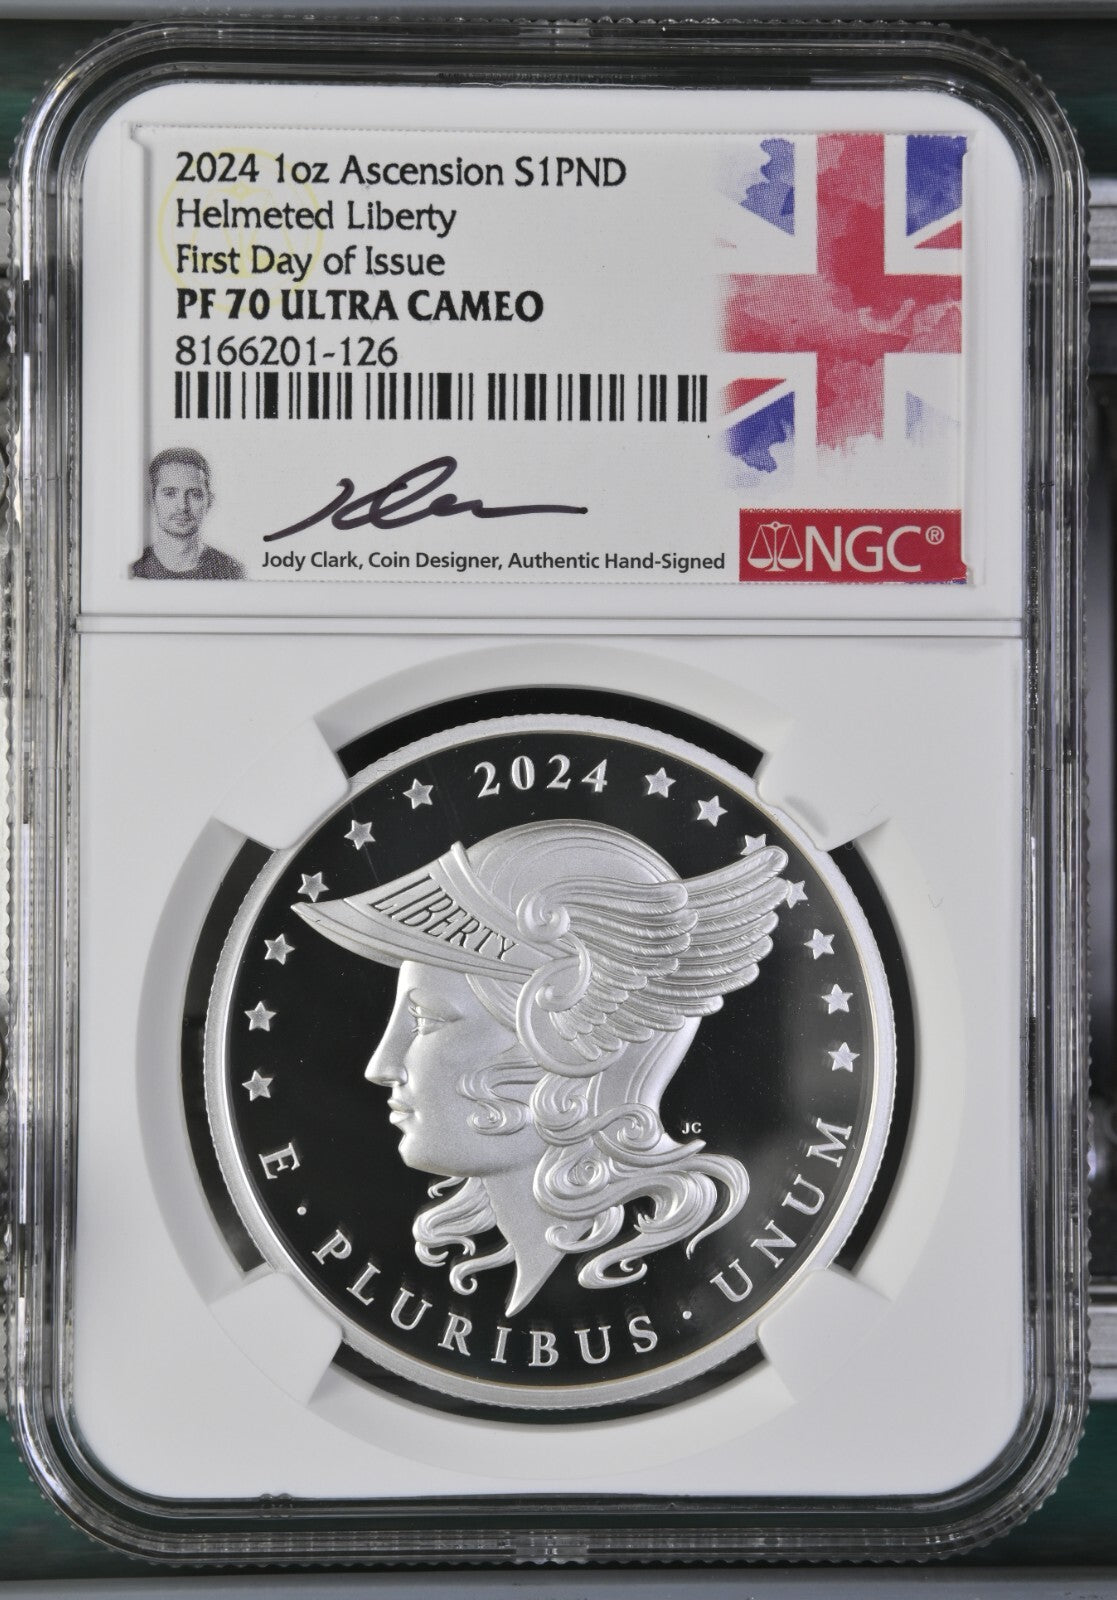 2024 1oz Ascension S1PND
Helmeted Liberty
First Day of Issue
PF 70 ULTRA CAMEO
8166201-126
Jody Clark, Coin Designer, Authentic Hand-Signed
NGC®
2024
LIBERTY
JC
E · PLURIBUS · UNUM